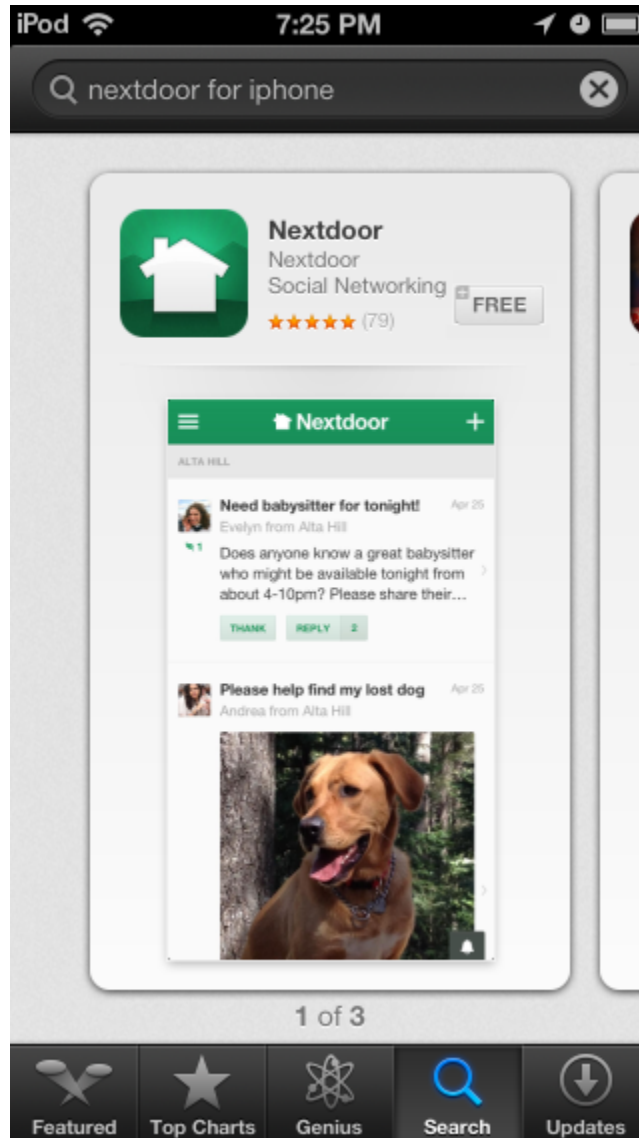 iPod 7:25 PM
nextdoor for iphone
Nextdoor
Nextdoor
Social Networking
FREE
(79)
Nextdoor
ALTA HILL
Need babysitter for tonight! Apr 25
Evelyn from Alta Hill
1
Does anyone know a great babysitter
who might be available tonight from
about 4-10pm? Please share their...
THANK REPLY 2
Please help find my lost dog Apr 25
Andrea from Alta Hill
1 of 3
Featured Top Charts Genius Search Updates